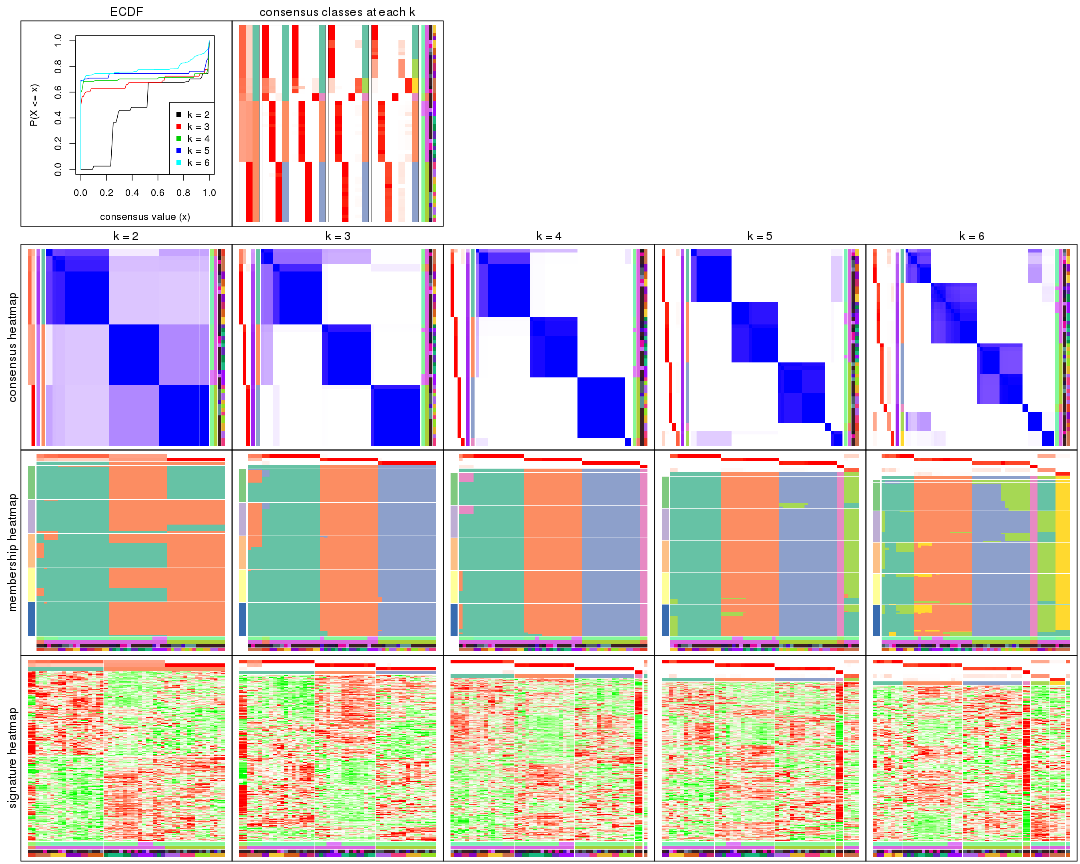 ECDF
consensus classes at each k
P(X <= x)
1.0
0.8
0.6
0.4
0.2
0.0
k = 2
k = 3
k = 4
k = 5
k = 6
0.0 0.2 0.4 0.6 0.8 1.0
consensus value (x)
k = 2 k = 3 k = 4 k = 5 k = 6
consensus heatmap
membership heatmap
signature heatmap